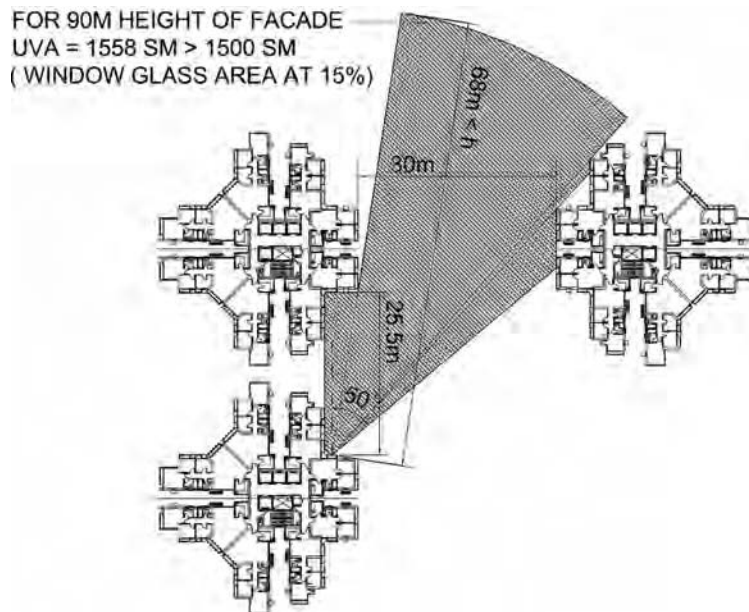 FOR 90M HEIGHT OF FACADE
UVA = 1558 SM > 1500 SM
( WINDOW GLASS AREA AT 15%)
68m < h
30m
25.5m
50